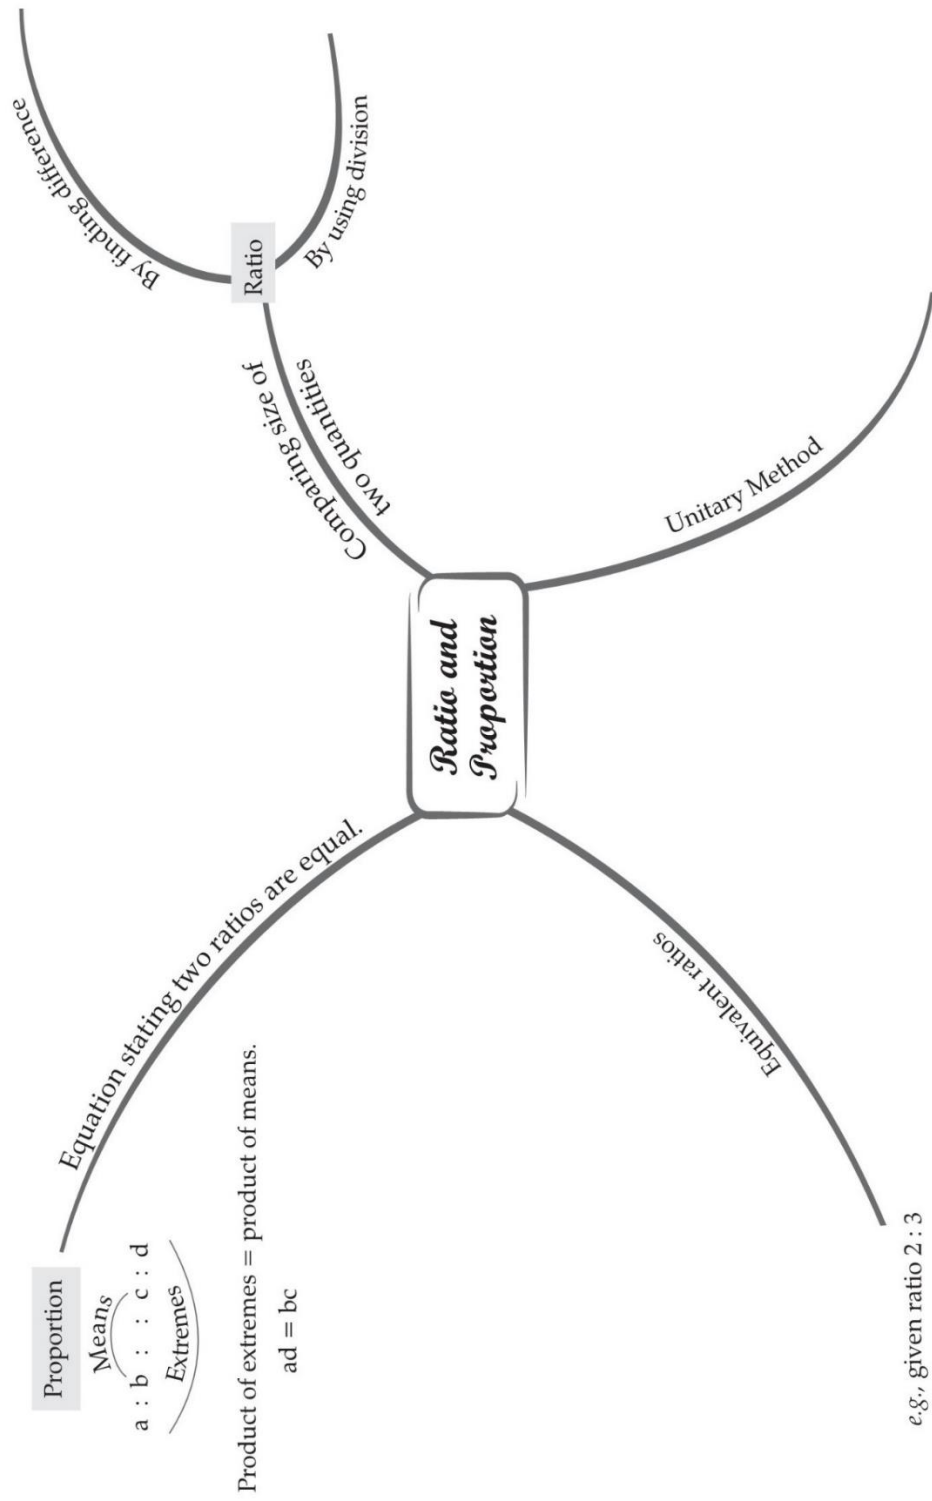 Proportion
Means
a : b : : c : d
Extremes
Product of extremes = product of means.
ad = bc
Equation stating two ratios are equal.
Ratio and
Proportion
Comparing size of
two quantities
Ratio
By finding difference
By using division
Unitary Method
Equivalent ratios
e.g., given ratio 2 : 3